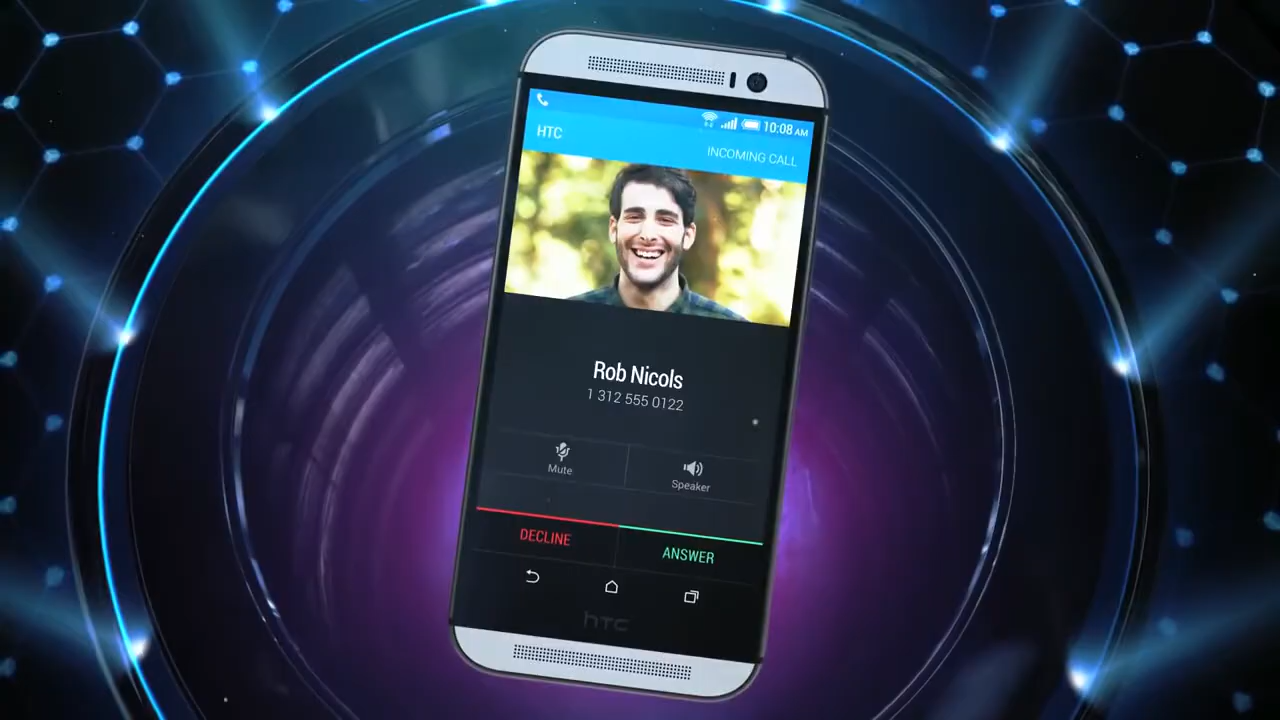 10:08 AM
HTC
INCOMING CALL
Rob Nicols
1 312 555 0122
Mute
Speaker
DECLINE
ANSWER
hTC